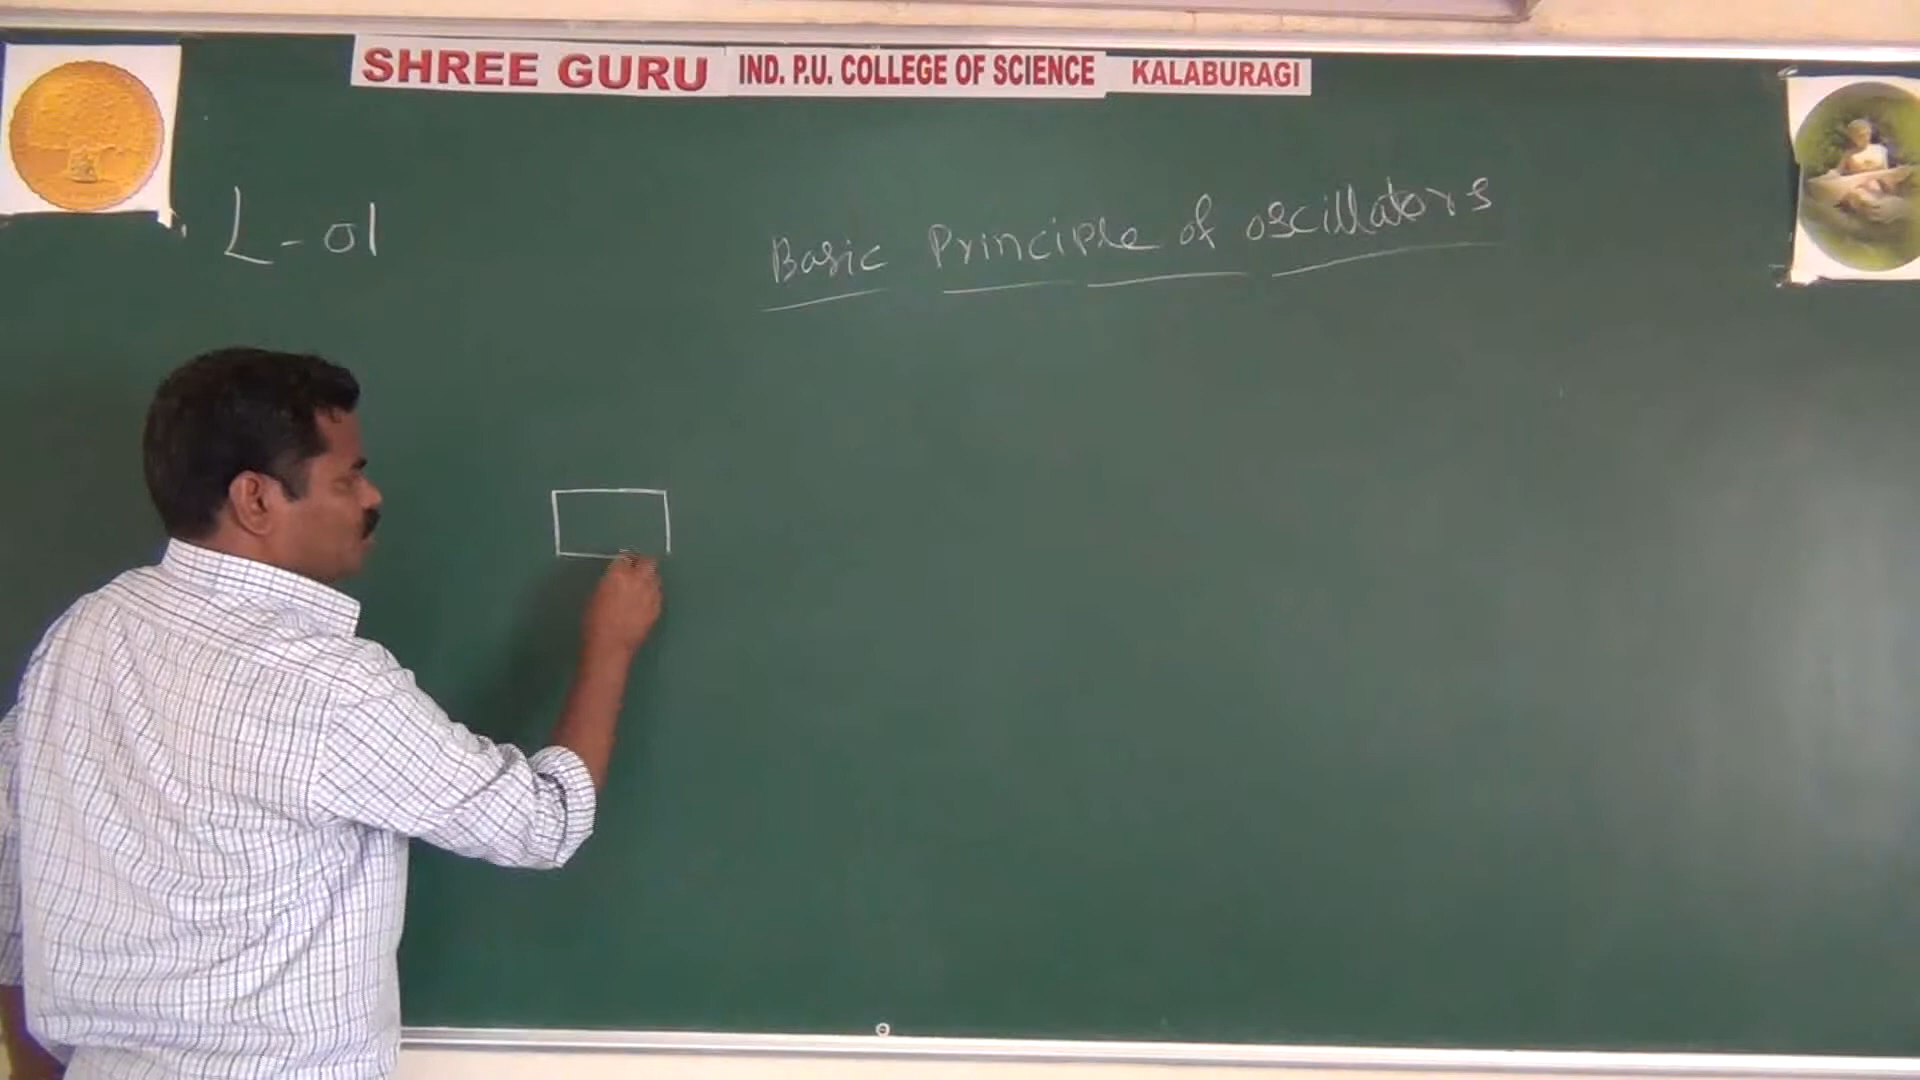 SHREE GURU IND. P.U. COLLEGE OF SCIENCE KALABURAGI
L-01
Basic Principle of oscillators